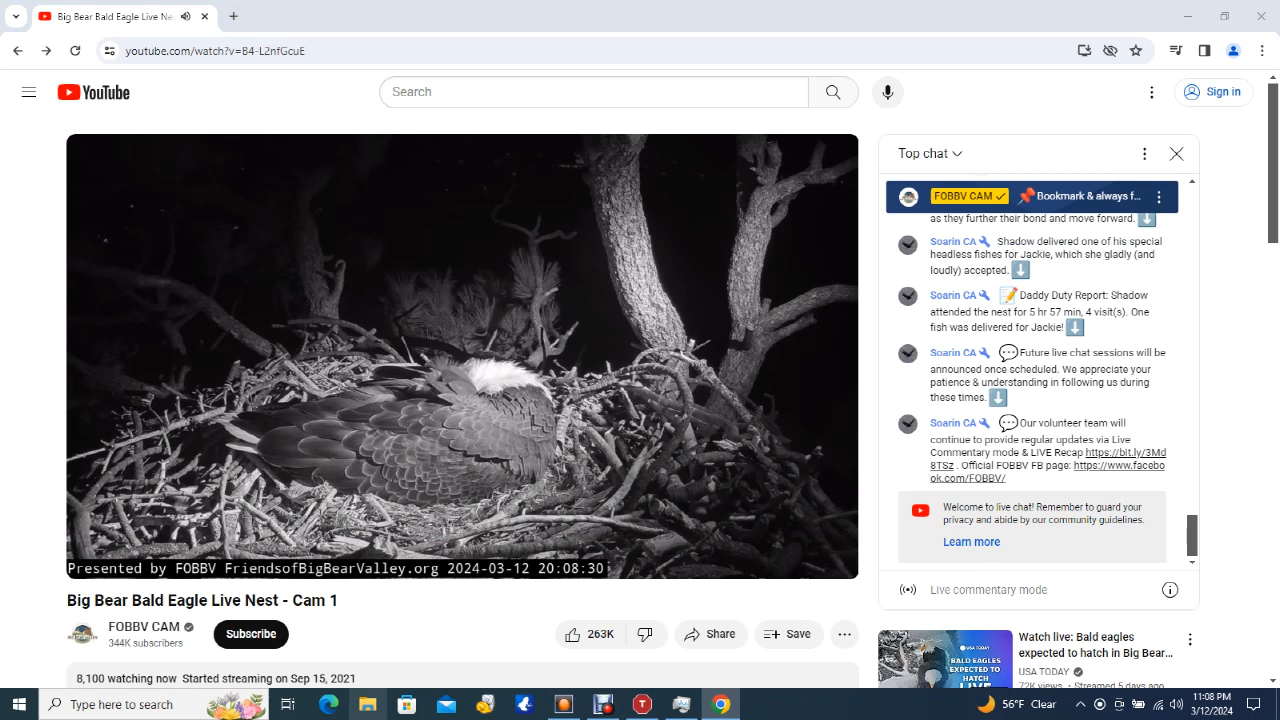 Big Bear Bald Eagle Live Ne
youtube.com/watch?v=B4-L2nfGcuE
YouTube
Search
Sign in
Top chat
FOBBV CAM Bookmark & always f...
as they further their bond and move forward.
Soarin CA Shadow delivered one of his special
headless fishes for Jackie, which she gladly (and
loudly) accepted.
Soarin CA Daddy Duty Report: Shadow
attended the nest for 5 hr 57 min, 4 visit(s). One
fish was delivered for Jackie!
Soarin CA Future live chat sessions will be
announced once scheduled. We appreciate your
patience & understanding in following us during
these times.
Soarin CA Our volunteer team will
continue to provide regular updates via Live
Commentary mode & LIVE Recap https://bit.ly/3Md
8TSz . Official FOBBV FB page: https://www.facebo
ok.com/FOBBV/
Welcome to live chat! Remember to guard your
privacy and abide by our community guidelines.
Learn more
Live commentary mode
Presented by FOBBV FriendsofBigBearValley.org 2024-03-12 20:08:30
Big Bear Bald Eagle Live Nest - Cam 1
FOBBV CAM
344K subscribers
Subscribe
263K
Share
Save
8,100 watching now Started streaming on Sep 15, 2021
USA TODAY
BALD EAGLES
EXPECTED TO
HATCH
LIVE
Watch live: Bald eagles
expected to hatch in Big Bear...
USA TODAY
72K views • Streamed 5 days ago
Type here to search
56°F Clear
11:08 PM
3/12/2024